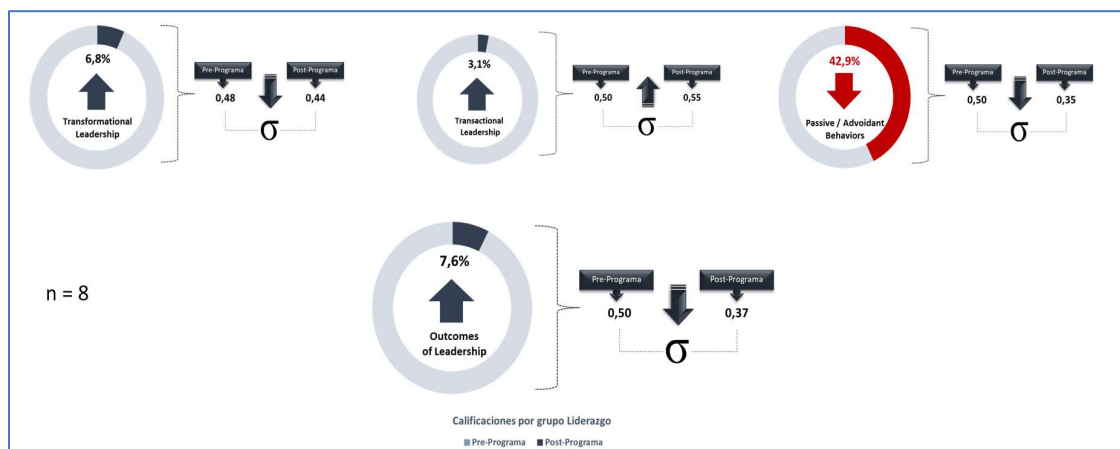 6,8%
Transformational
Leadership
Pre-Programa
Post-Programa
0,48
0,44
σ
3,1%
Transactional
Leadership
Pre-Programa
Post-Programa
0,50
0,55
σ
42,9%
Passive / Advoidant
Behaviors
Pre-Programa
Post-Programa
0,50
0,35
σ
n = 8
7,6%
Outcomes
of Leadership
Pre-Programa
Post-Programa
0,50
0,37
σ
Calificaciones por grupo Liderazgo
Pre-Programa Post-Programa